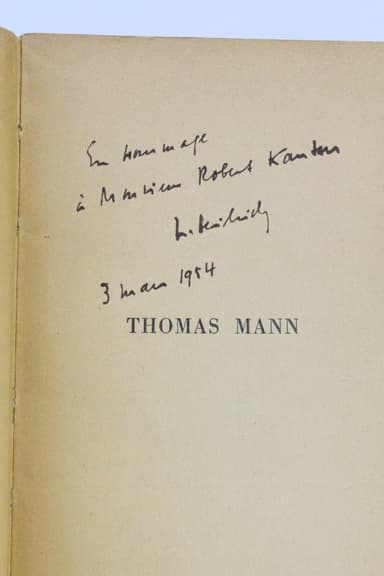 En hommage
à Monsieur Robert Kanters
3 mars 1954
THOMAS MANN